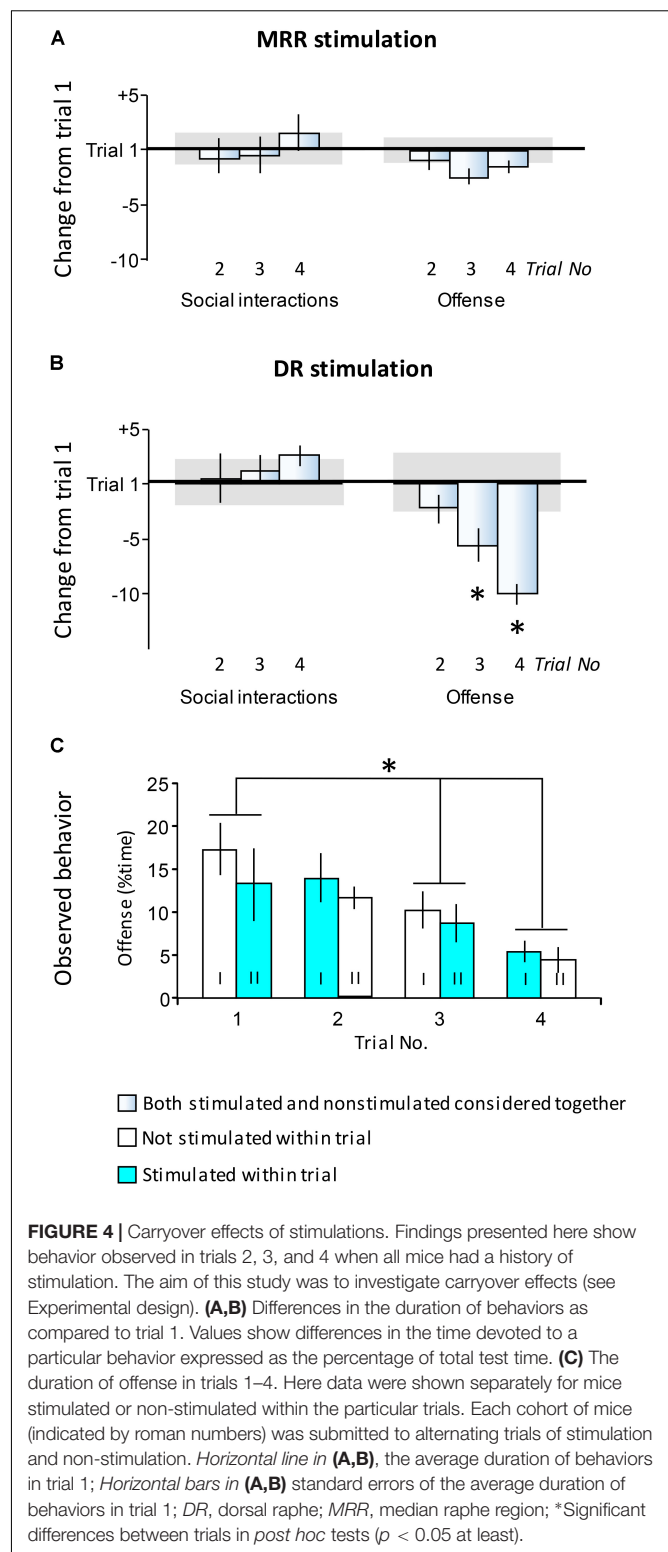 A
MRR stimulation
Change from trial 1
+5
Trial 1
-5
-10
2 3 4 2 3 4 Trial No
Social interactions Offense
B
DR stimulation
Change from trial 1
+5
Trial 1
-5
-10
*
*
2 3 4 2 3 4 Trial No
Social interactions Offense
C
*
Observed behavior
Offense (%time)
25
20
15
10
5
0
I II I II I II I II
1 2 3 4
Trial No.
Both stimulated and nonstimulated considered together
Not stimulated within trial
Stimulated within trial
FIGURE 4 | Carryover effects of stimulations. Findings presented here show
behavior observed in trials 2, 3, and 4 when all mice had a history of
stimulation. The aim of this study was to investigate carryover effects (see
Experimental design). (A,B) Differences in the duration of behaviors as
compared to trial 1. Values show differences in the time devoted to a
particular behavior expressed as the percentage of total test time. (C) The
duration of offense in trials 1–4. Here data were shown separately for mice
stimulated or non-stimulated within the particular trials. Each cohort of mice
(indicated by roman numbers) was submitted to alternating trials of stimulation
and non-stimulation. Horizontal line in (A,B), the average duration of behaviors
in trial 1; Horizontal bars in (A,B) standard errors of the average duration of
behaviors in trial 1; DR, dorsal raphe; MRR, median raphe region; *Significant
differences between trials in post hoc tests (p < 0.05 at least).